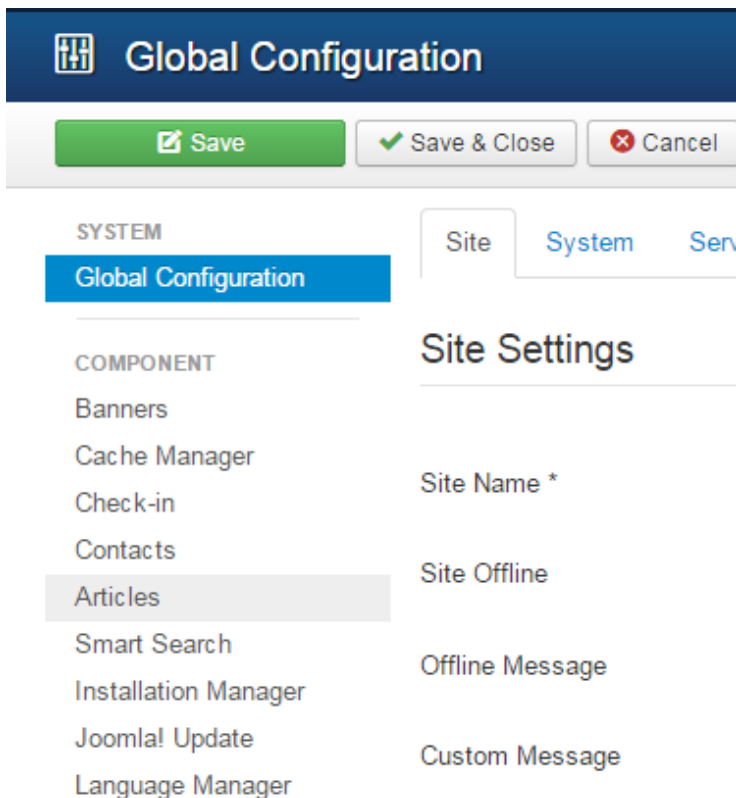 Global Configuration
Save
Save & Close
Cancel
SYSTEM
Global Configuration
COMPONENT
Banners
Cache Manager
Check-in
Contacts
Articles
Smart Search
Installation Manager
Joomla! Update
Language Manager
Site
System
Serv
Site Settings
Site Name *
Site Offline
Offline Message
Custom Message